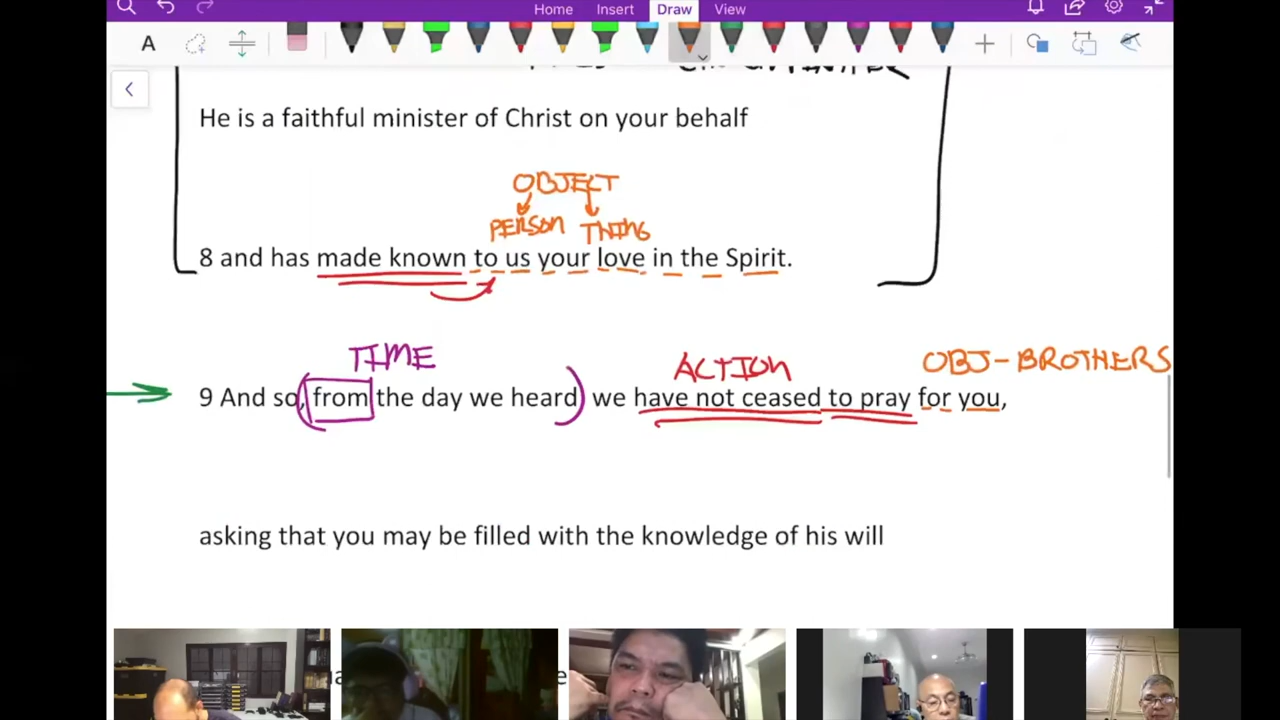 Home Insert Draw View
A
He is a faithful minister of Christ on your behalf
OBJECT
PERSON THING
8 and has made known to us your love in the Spirit.
TIME ACTION OBJ-BROTHERS
9 And so, from the day we heard we have not ceased to pray for you,
asking that you may be filled with the knowledge of his will